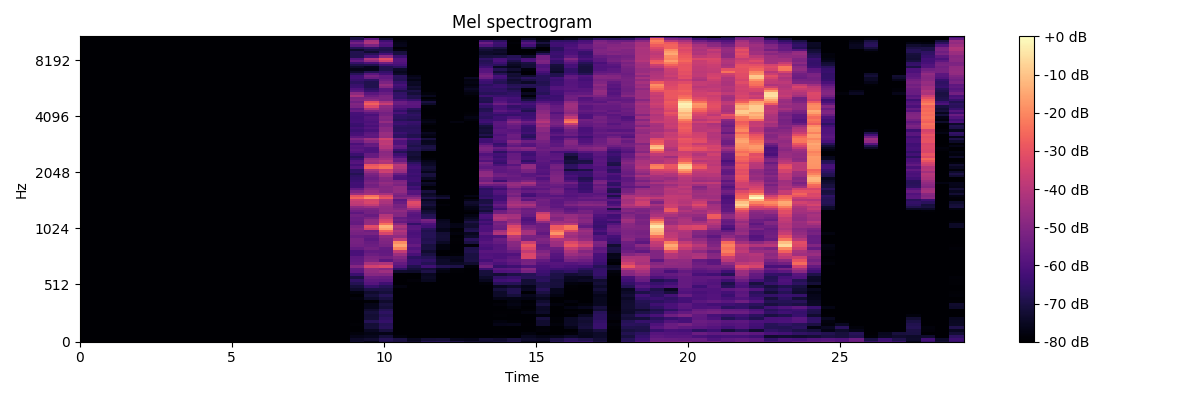 Mel spectrogram
8192
4096
2048
1024
512
0
Hz
0 5 10 15 20 25
Time
+0 dB
-10 dB
-20 dB
-30 dB
-40 dB
-50 dB
-60 dB
-70 dB
-80 dB